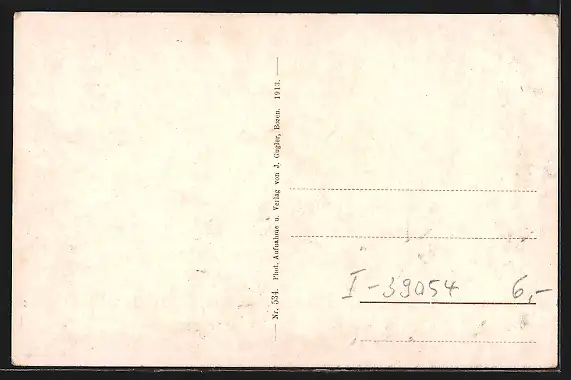 Nr. 534. Phot. Aufnahme u. Verlag von J. Gugler, Bozen. 1913.
I-39054 6,-